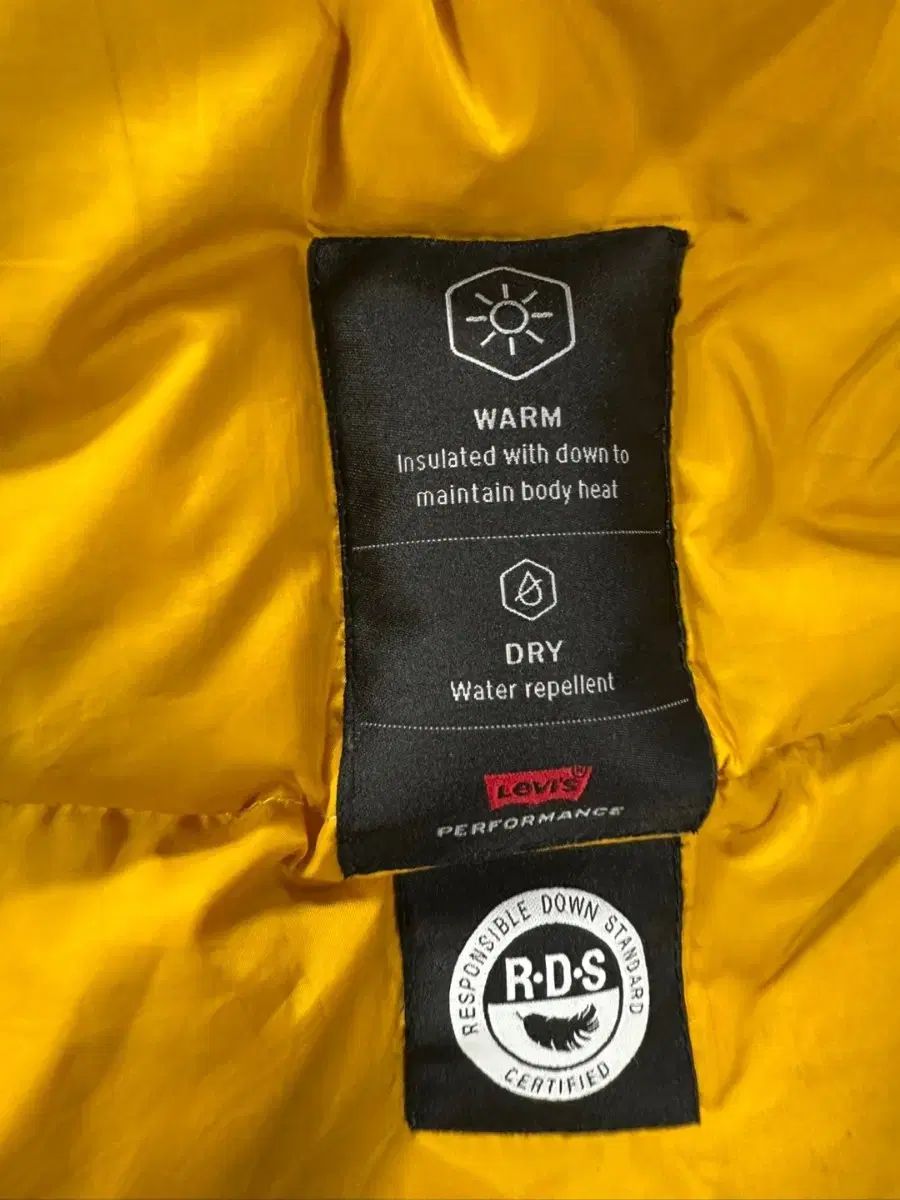 WARM
Insulated with down to
maintain body heat
DRY
Water repellent
LEVI'S
PERFORMANCE
RESPONSIBLE DOWN STANDARD
R·D·S
CERTIFIED